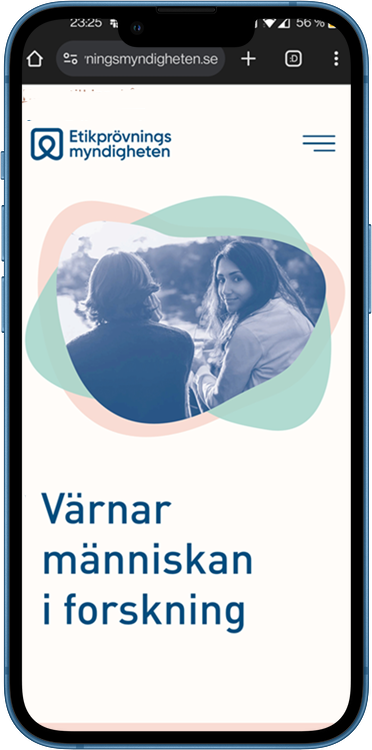 23:25
56 %
ningsmyndigheten.se
:D
Etikprövnings
myndigheten
Värnar
människan
i forskning